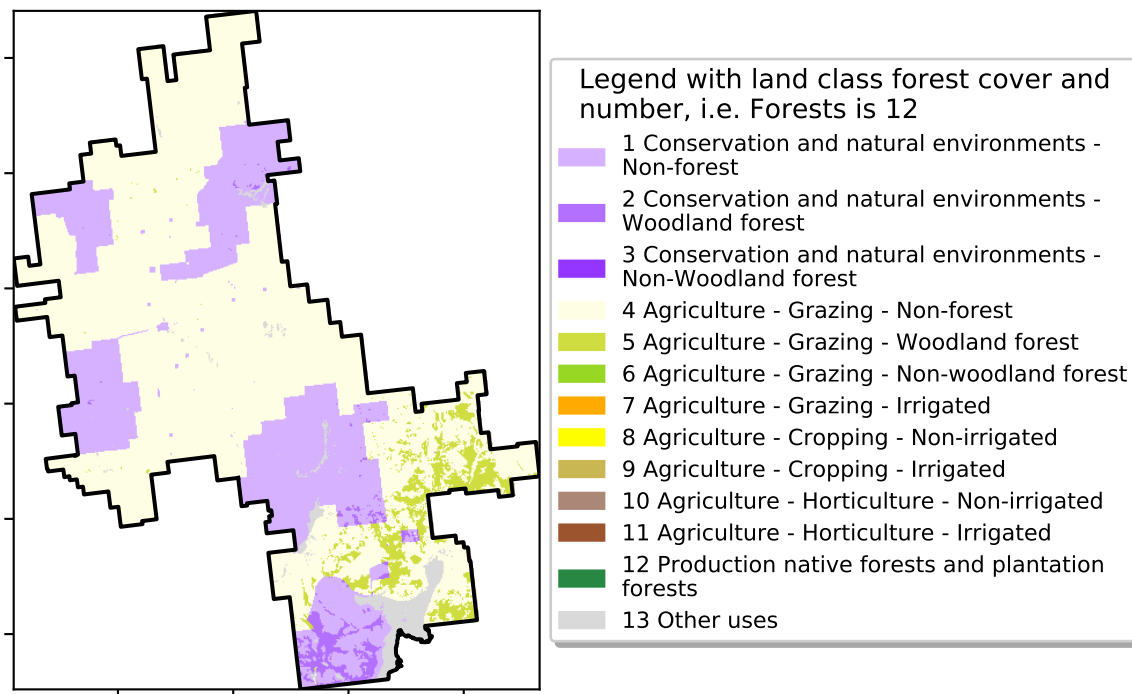 Legend with land class forest cover and
number, i.e. Forests is 12
1 Conservation and natural environments -
Non-forest
2 Conservation and natural environments -
Woodland forest
3 Conservation and natural environments -
Non-Woodland forest
4 Agriculture - Grazing - Non-forest
5 Agriculture - Grazing - Woodland forest
6 Agriculture - Grazing - Non-woodland forest
7 Agriculture - Grazing - Irrigated
8 Agriculture - Cropping - Non-irrigated
9 Agriculture - Cropping - Irrigated
10 Agriculture - Horticulture - Non-irrigated
11 Agriculture - Horticulture - Irrigated
12 Production native forests and plantation
forests
13 Other uses